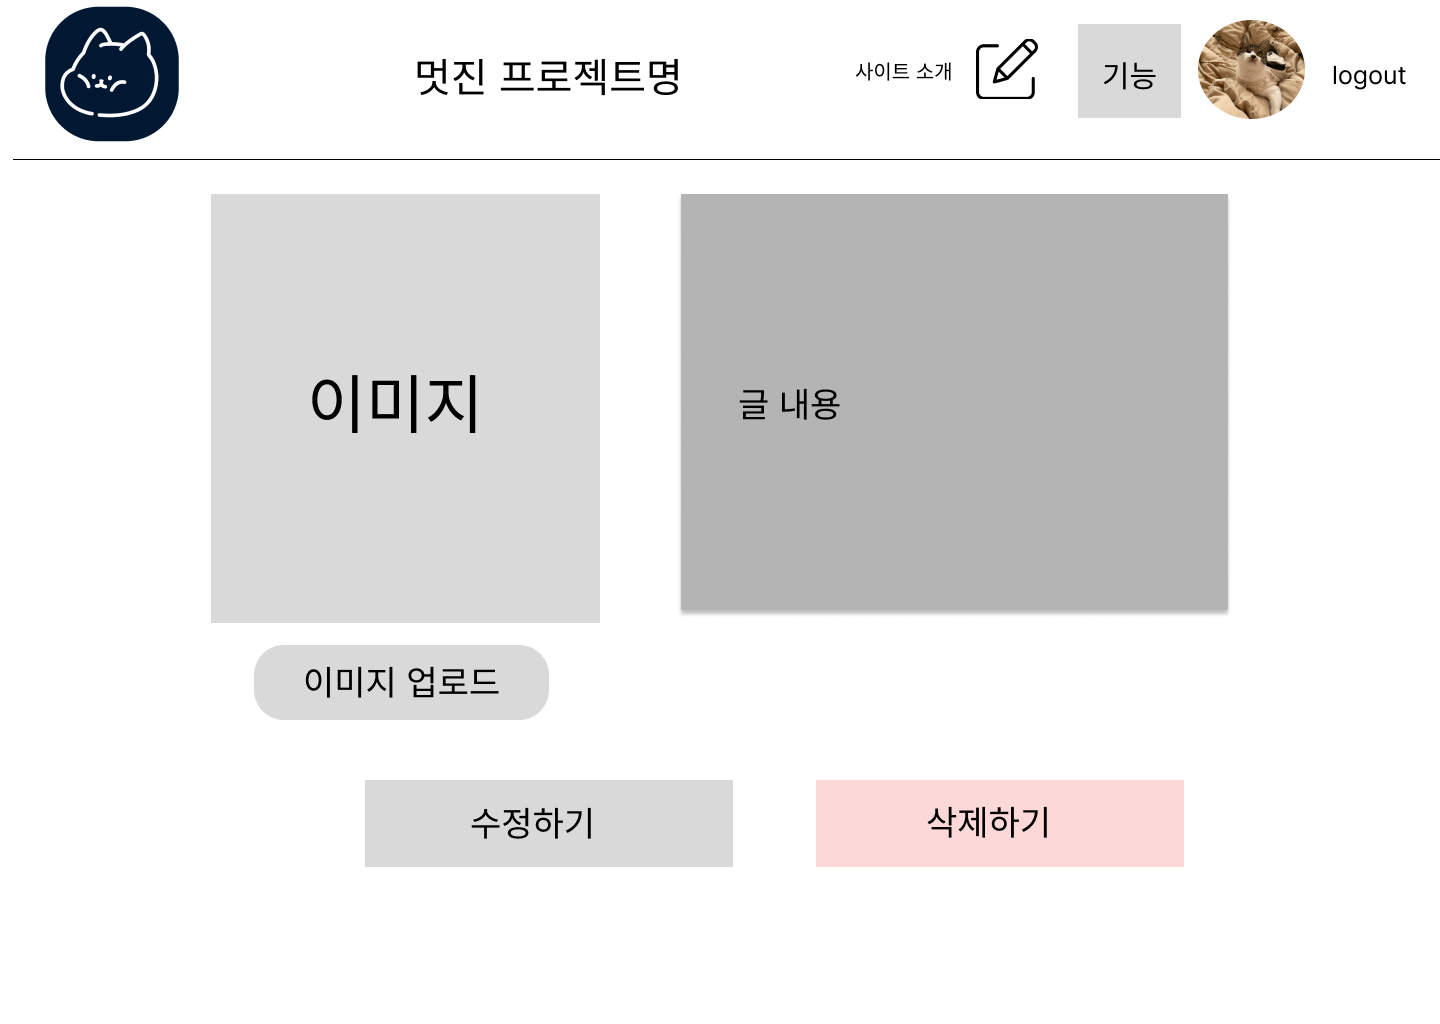 멋진 프로젝트명
사이트 소개
기능
logout
이미지
글 내용
이미지 업로드
수정하기
삭제하기